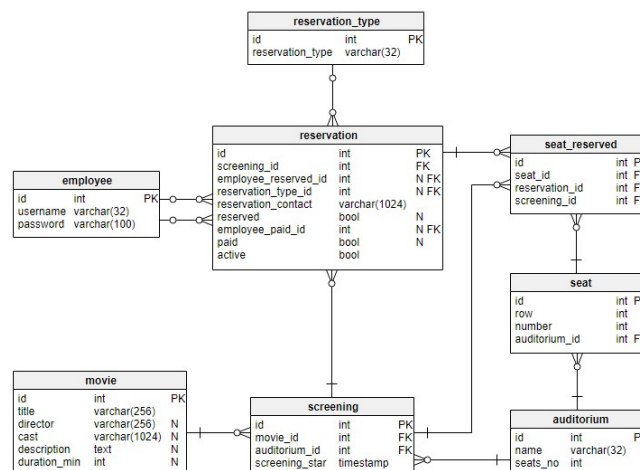 reservation_type
id int PK
reservation_type varchar(32)
reservation
id int PK
screening_id int FK
employee_reserved_id int N FK
reservation_type_id int N FK
reservation_contact varchar(1024)
reserved bool N
employee_paid_id int N FK
paid bool N
active bool
seat_reserved
id int P
seat_id int F
reservation_id int F
screening_id int F
employee
id int PK
username varchar(32)
password varchar(100)
seat
id int P
row int
number int
auditorium_id int F
movie
id int PK
title varchar(256)
director varchar(256) N
cast varchar(1024) N
description text N
duration_min int N
screening
id int PK
movie_id int FK
auditorium_id int FK
screening_star timestamp
auditorium
id int P
name varchar(32)
seats_no int